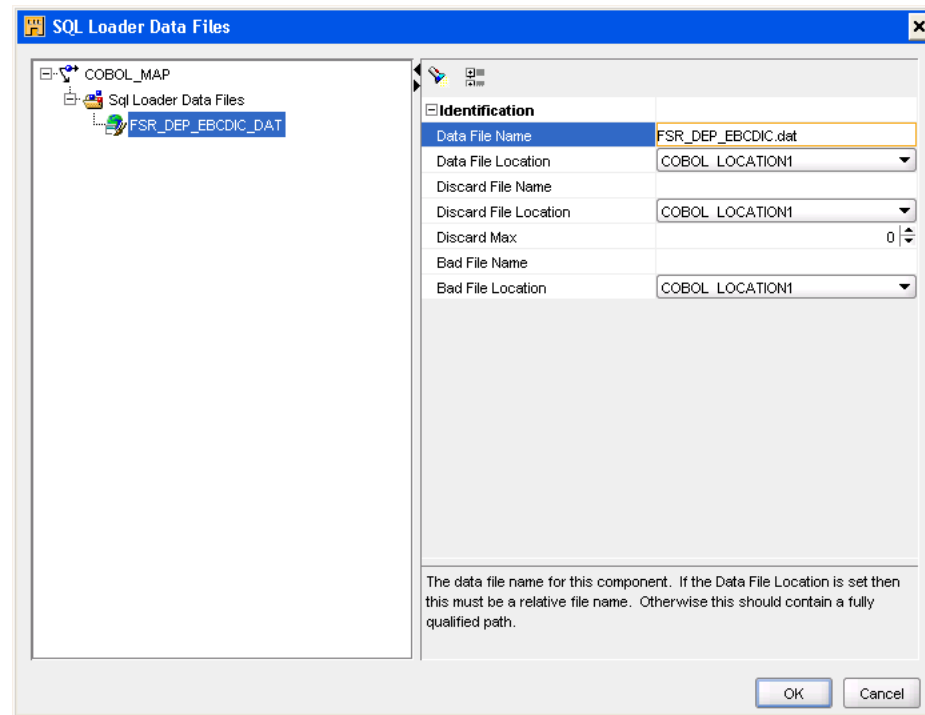 SQL Loader Data Files
COBOL_MAP
Sql Loader Data Files
FSR_DEP_EBCDIC_DAT
Identification
Data File Name FSR_DEP_EBCDIC.dat
Data File Location COBOL_LOCATION1
Discard File Name
Discard File Location COBOL_LOCATION1
Discard Max 0
Bad File Name
Bad File Location COBOL_LOCATION1
The data file name for this component. If the Data File Location is set then
this must be a relative file name. Otherwise this should contain a fully
qualified path.
OK Cancel